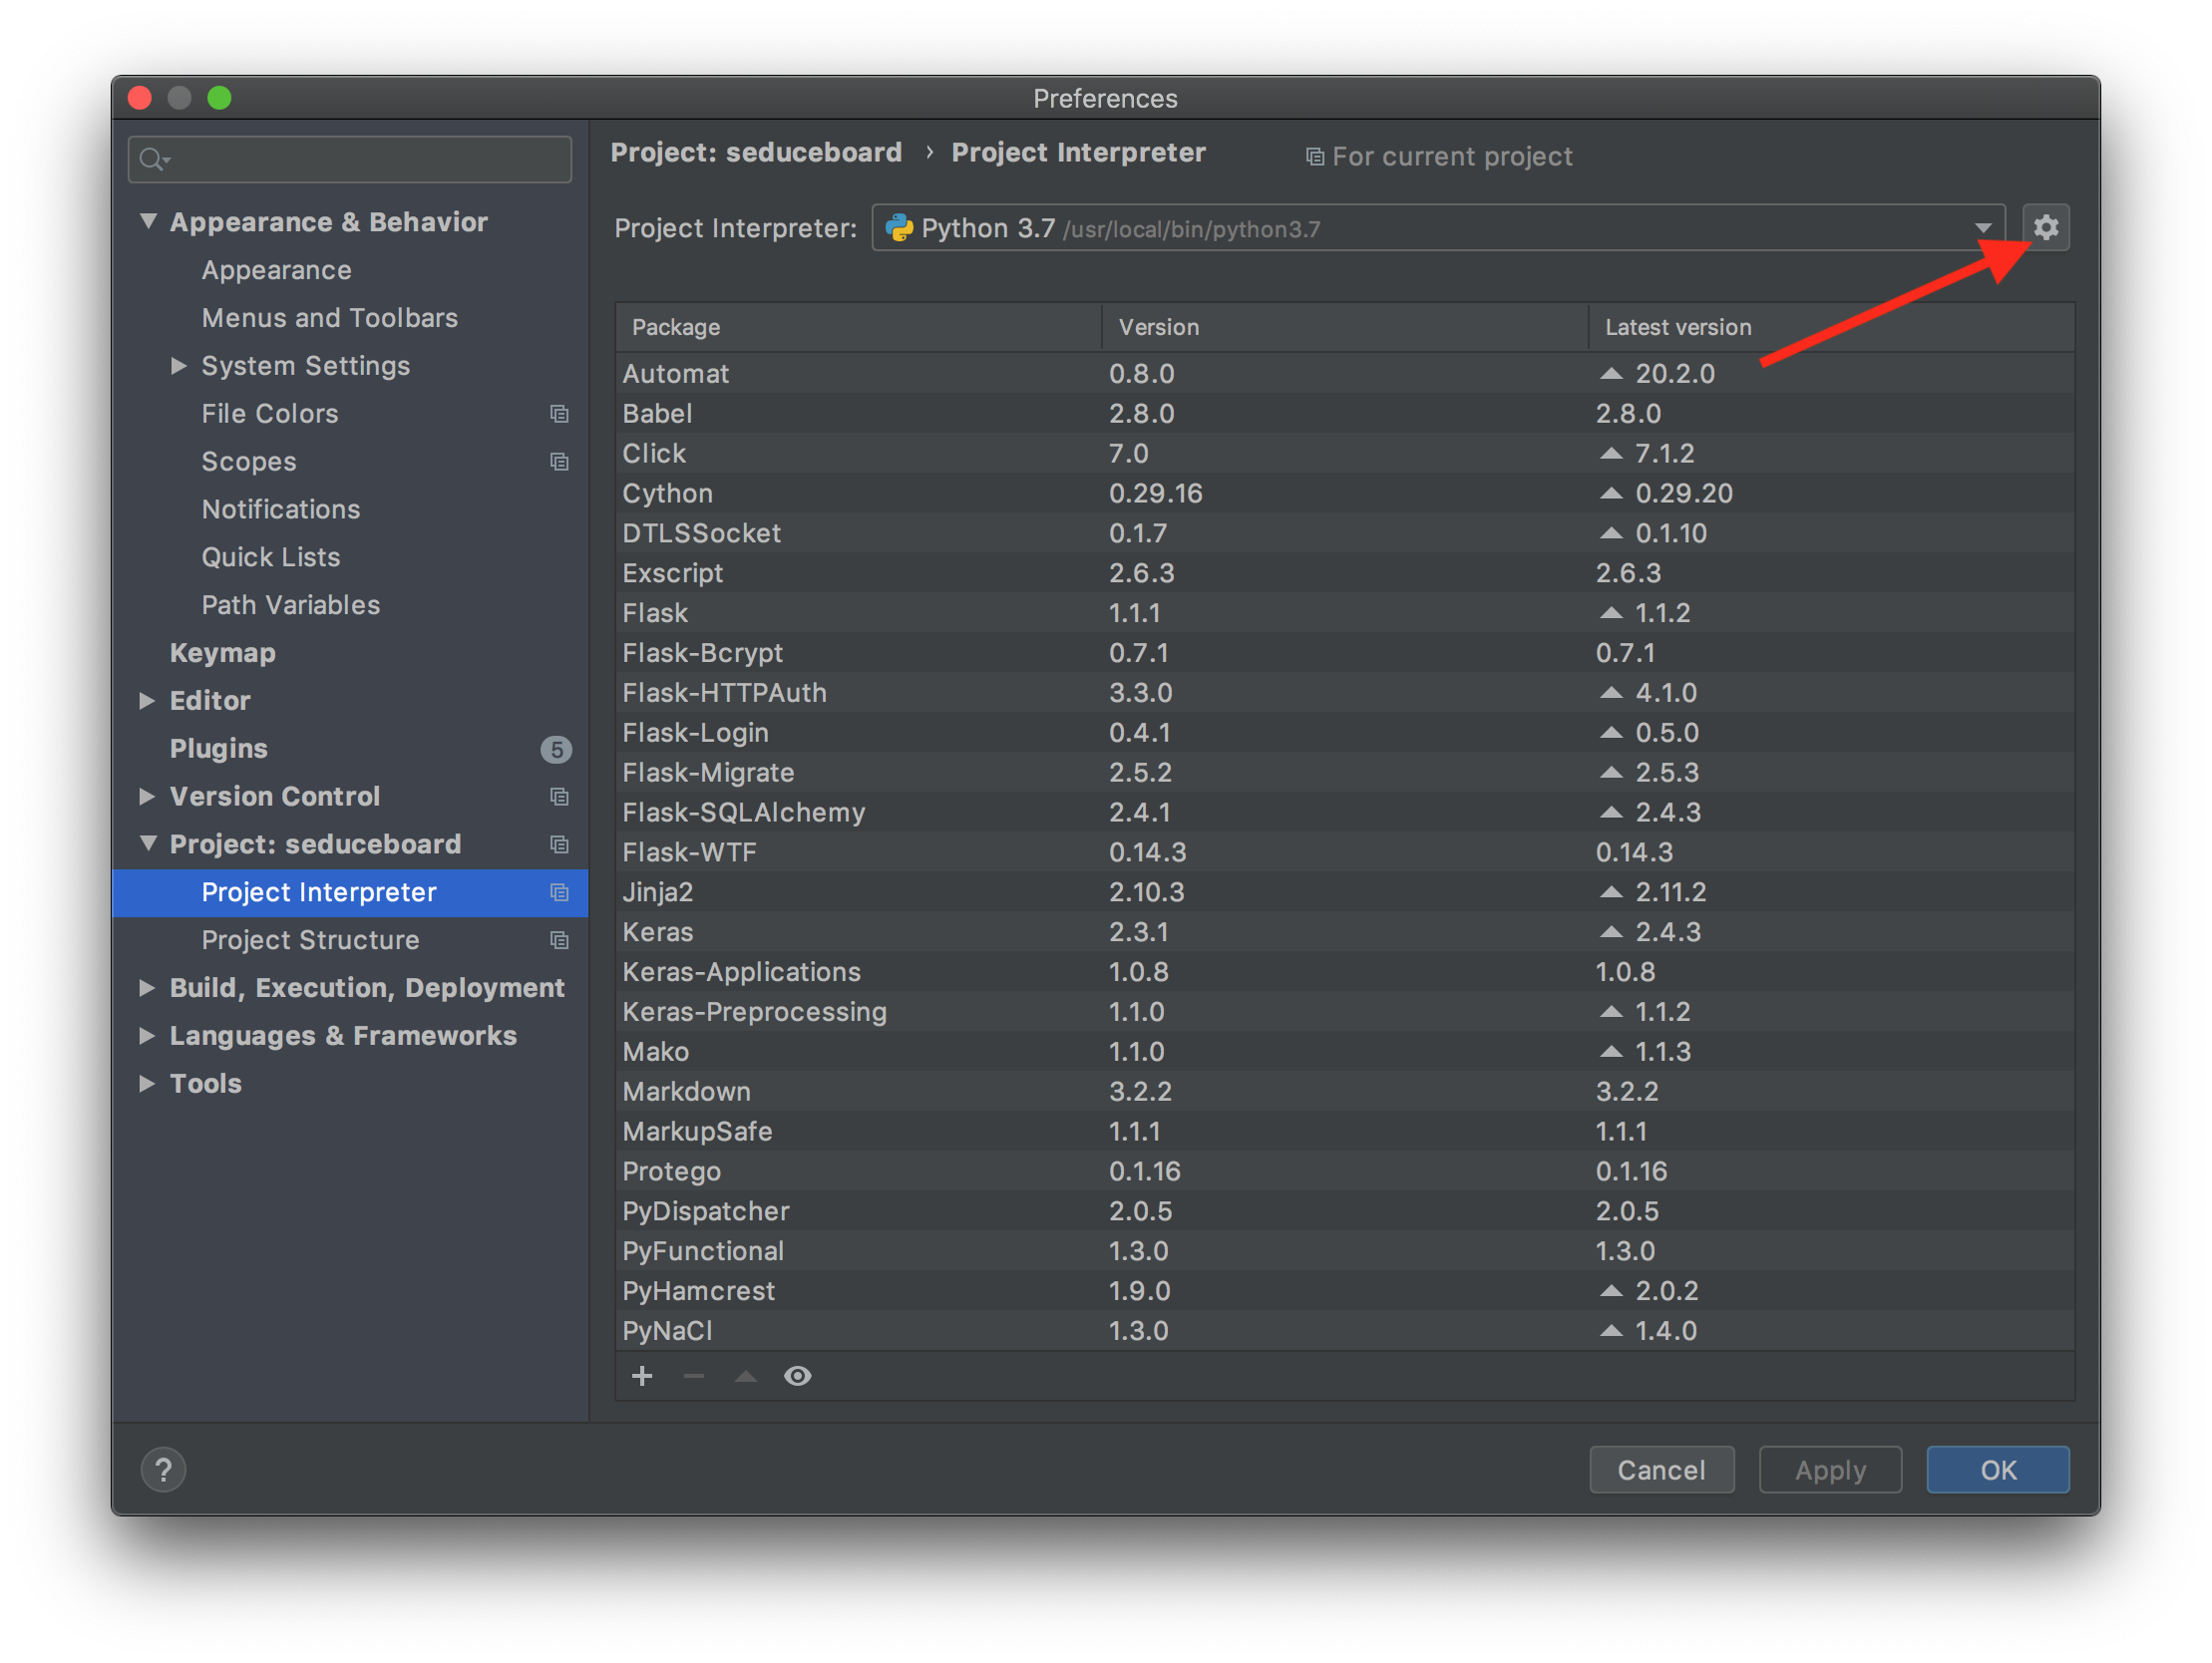 Preferences
Appearance & Behavior
Appearance
Menus and Toolbars
System Settings
File Colors
Scopes
Notifications
Quick Lists
Path Variables
Keymap
Editor
Plugins 5
Version Control
Project: seduceboard
Project Interpreter
Project Structure
Build, Execution, Deployment
Languages & Frameworks
Tools
Project: seduceboard › Project Interpreter For current project
Project Interpreter: Python 3.7 /usr/local/bin/python3.7
Package Version Latest version
Automat 0.8.0 20.2.0
Babel 2.8.0 2.8.0
Click 7.0 7.1.2
Cython 0.29.16 0.29.20
DTLSSocket 0.1.7 0.1.10
Exscript 2.6.3 2.6.3
Flask 1.1.1 1.1.2
Flask-Bcrypt 0.7.1 0.7.1
Flask-HTTPAuth 3.3.0 4.1.0
Flask-Login 0.4.1 0.5.0
Flask-Migrate 2.5.2 2.5.3
Flask-SQLAlchemy 2.4.1 2.4.3
Flask-WTF 0.14.3 0.14.3
Jinja2 2.10.3 2.11.2
Keras 2.3.1 2.4.3
Keras-Applications 1.0.8 1.0.8
Keras-Preprocessing 1.1.0 1.1.2
Mako 1.1.0 1.1.3
Markdown 3.2.2 3.2.2
MarkupSafe 1.1.1 1.1.1
Protego 0.1.16 0.1.16
PyDispatcher 2.0.5 2.0.5
PyFunctional 1.3.0 1.3.0
PyHamcrest 1.9.0 2.0.2
PyNaCl 1.3.0 1.4.0
? Cancel Apply OK